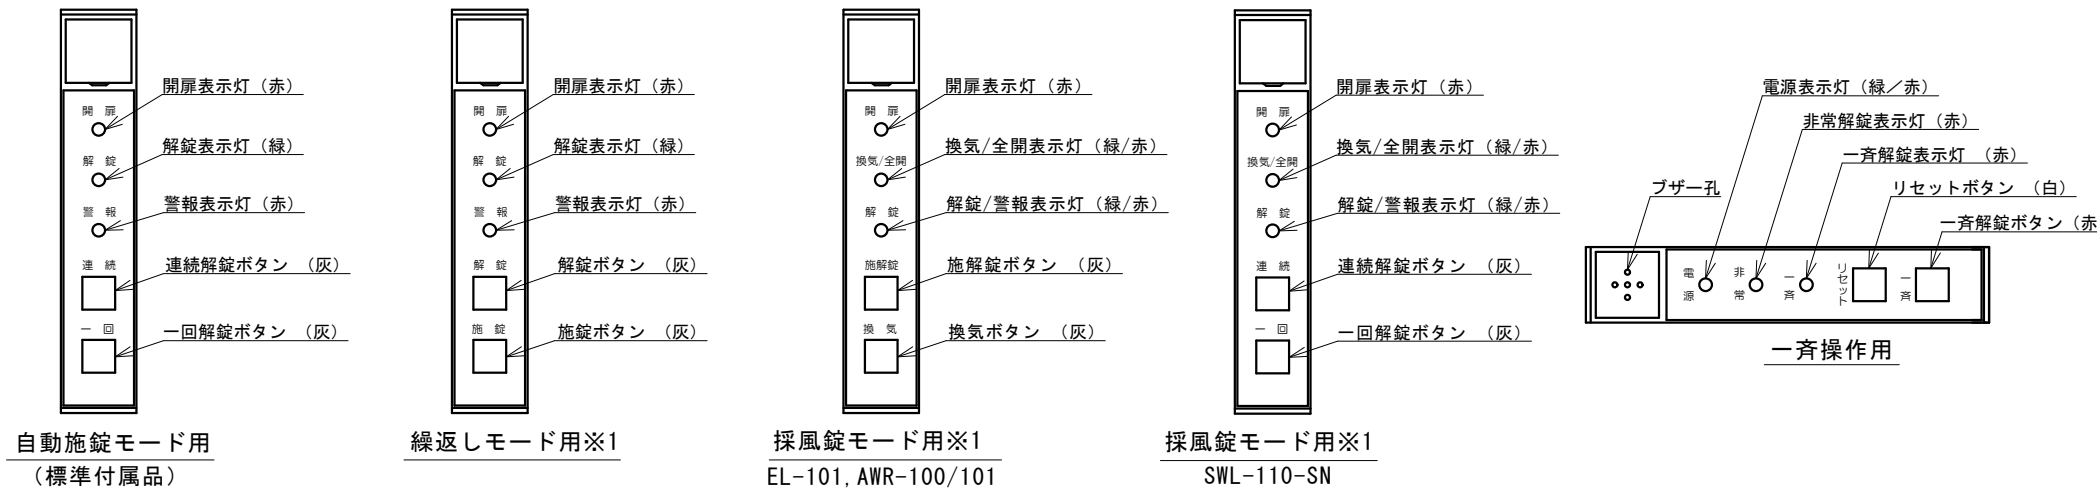 開扉表示灯（赤）
解錠表示灯（緑）
警報表示灯（赤）
連続解錠ボタン （灰）
一回解錠ボタン （灰）
開 扉
解 錠
警 報
連 続
一 回
自動施錠モード用
（標準付属品）
開扉表示灯（赤）
解錠表示灯（緑）
警報表示灯（赤）
解錠ボタン （灰）
施錠ボタン （灰）
開 扉
解 錠
警 報
解 錠
施 錠
繰返しモード用※1
開扉表示灯（赤）
換気/全開表示灯（緑/赤）
解錠/警報表示灯（緑/赤）
施解錠ボタン （灰）
換気ボタン （灰）
開 扉
換気/全開
解 錠
施解錠
換 気
採風錠モード用※1
EL-101, AWR-100/101
開扉表示灯（赤）
換気/全開表示灯（緑/赤）
解錠/警報表示灯（緑/赤）
連続解錠ボタン （灰）
一回解錠ボタン （灰）
開 扉
換気/全開
解 錠
連 続
一 回
採風錠モード用※1
SWL-110-SN
電源表示灯（緑／赤）
非常解錠表示灯（赤）
一斉解錠表示灯 （赤）
リセットボタン （白）
一斉解錠ボタン（赤
ブザー孔
電源
非常
一斉
リセット
一斉
一斉操作用